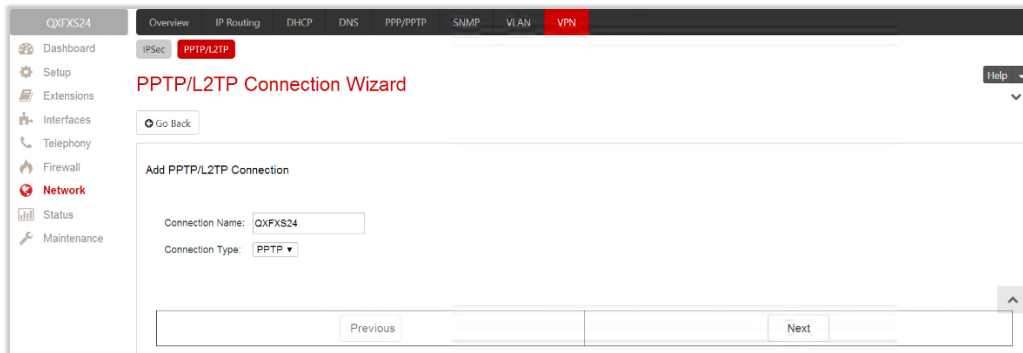 QXFXS24
Overview IP Routing DHCP DNS PPP/PPTP SNMP VLAN VPN
Dashboard
Setup
Extensions
Interfaces
Telephony
Firewall
Network
Status
Maintenance
IPSec PPTP/L2TP
PPTP/L2TP Connection Wizard
Help
Go Back
Add PPTP/L2TP Connection
Connection Name: QXFXS24
Connection Type: PPTP
Previous Next